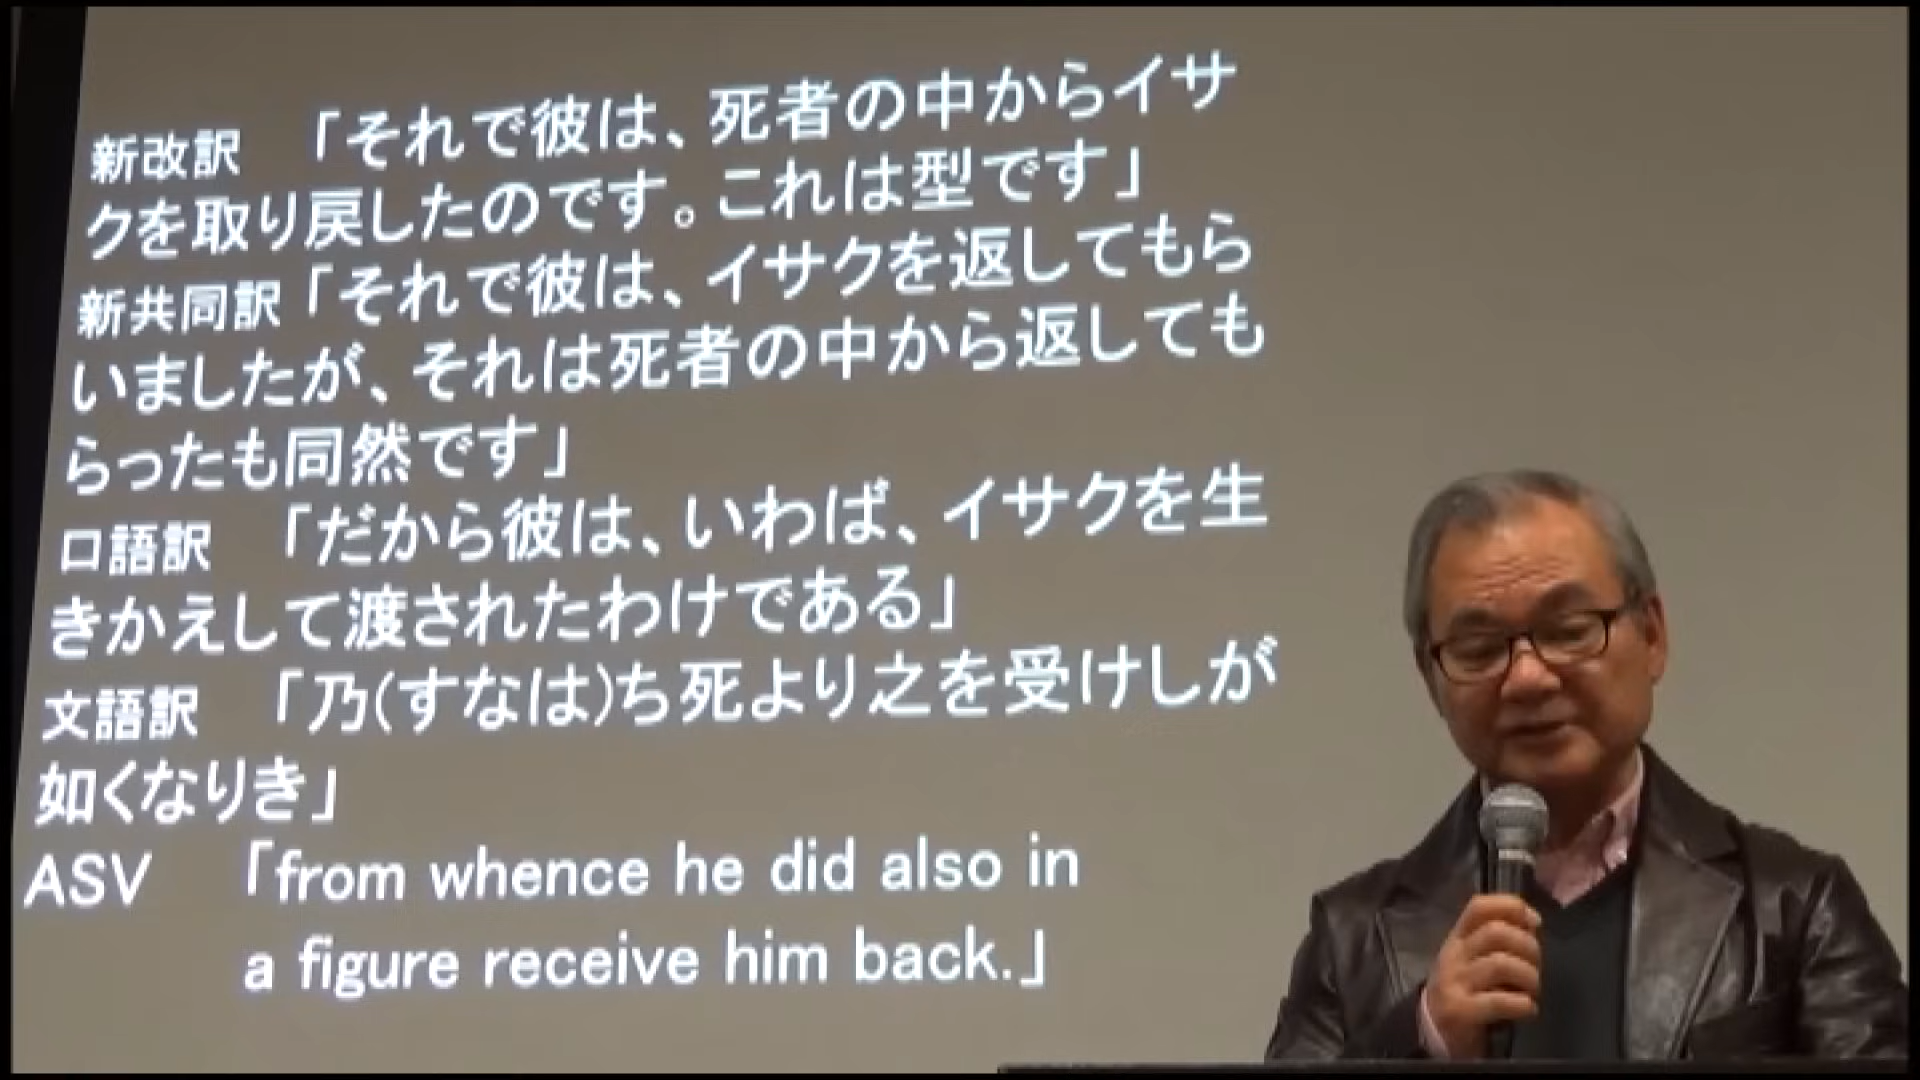 新改訳 「それで彼は、死者の中からイサ
クを取り戻したのです。これは型です」
新共同訳「それで彼は、イサクを返してもら
いましたが、それは死者の中から返しても
らったも同然です」
口語訳 「だから彼は、いわば、イサクを生
きかえして渡されたわけである」
文語訳 「乃(すなは)ち死より之を受けしが
如くなりき」
ASV 「from whence he did also in
a figure receive him back.」